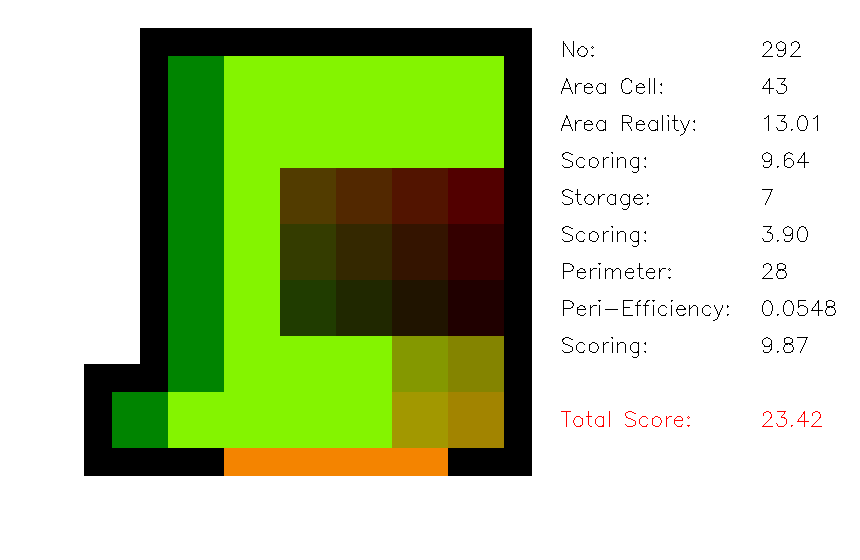 No: 292
Area Cell: 43
Area Reality: 13.01
Scoring: 9.64
Storage: 7
Scoring: 3.90
Perimeter: 28
Peri-Efficiency: 0.0548
Scoring: 9.87
Total Score: 23.42